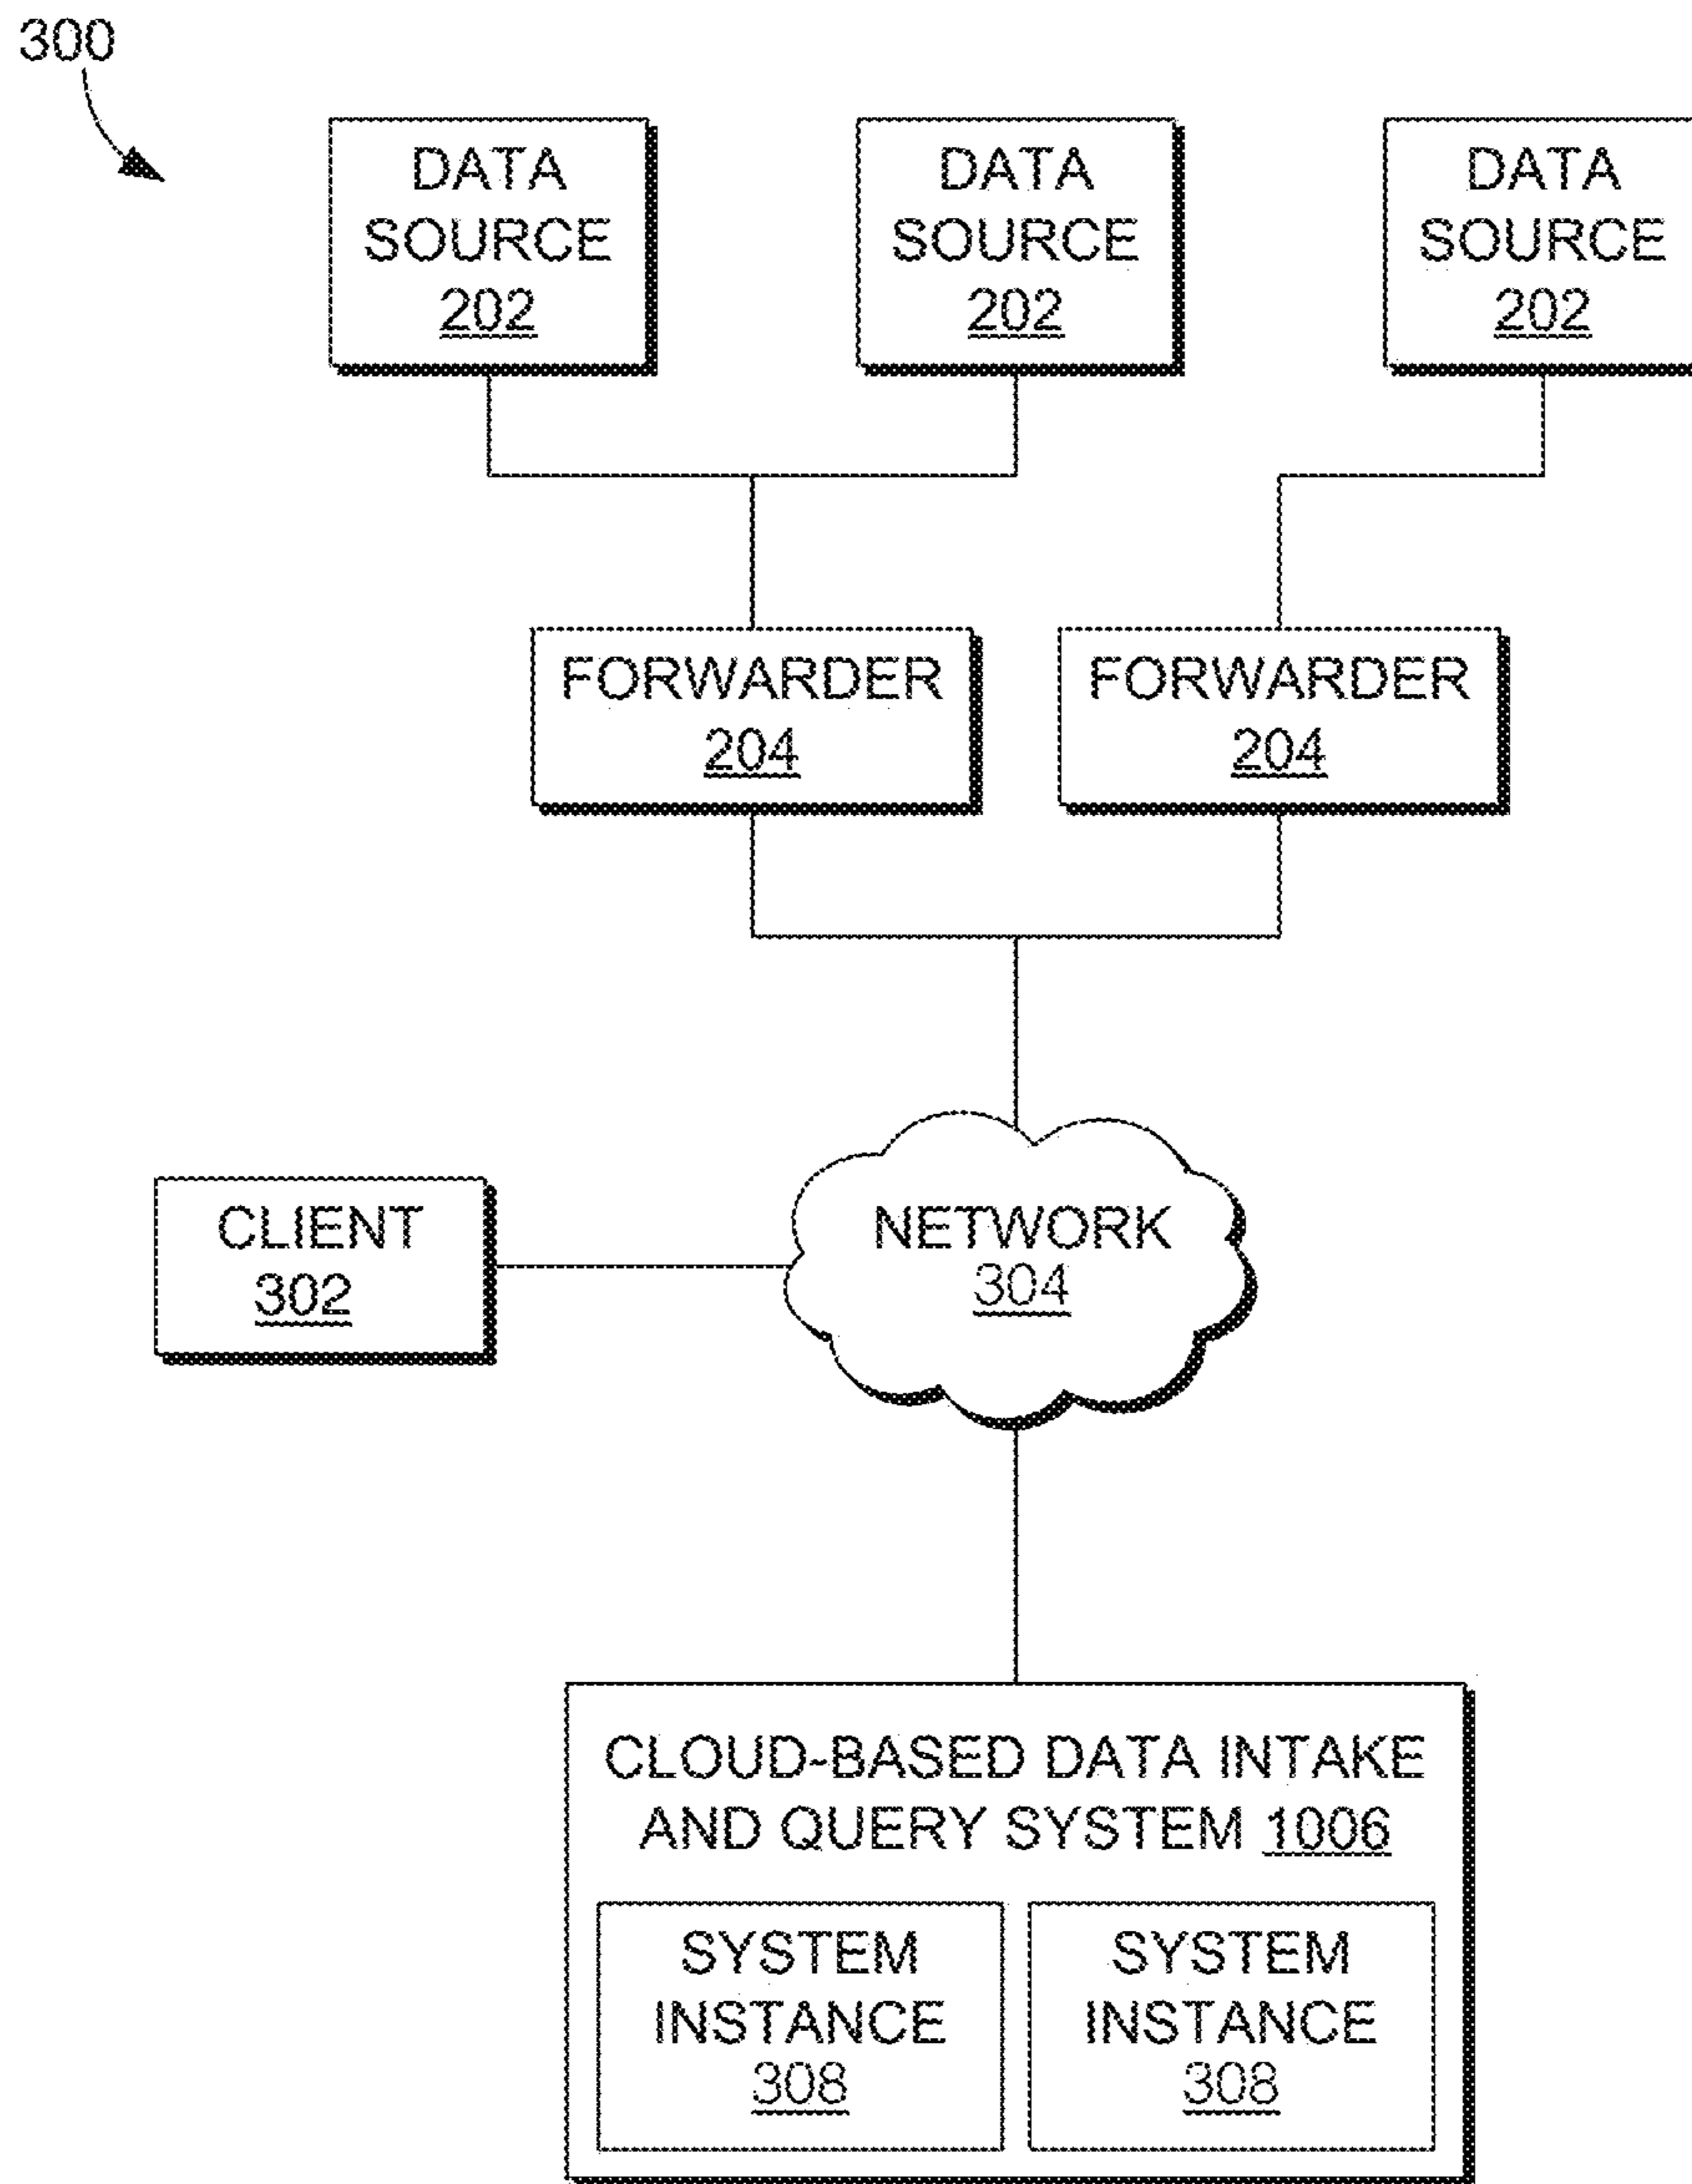 300
DATA
SOURCE
202
DATA
SOURCE
202
DATA
SOURCE
202
FORWARDER
204
FORWARDER
204
CLIENT
302
NETWORK
304
CLOUD-BASED DATA INTAKE
AND QUERY SYSTEM 1006
SYSTEM
INSTANCE
308
SYSTEM
INSTANCE
308